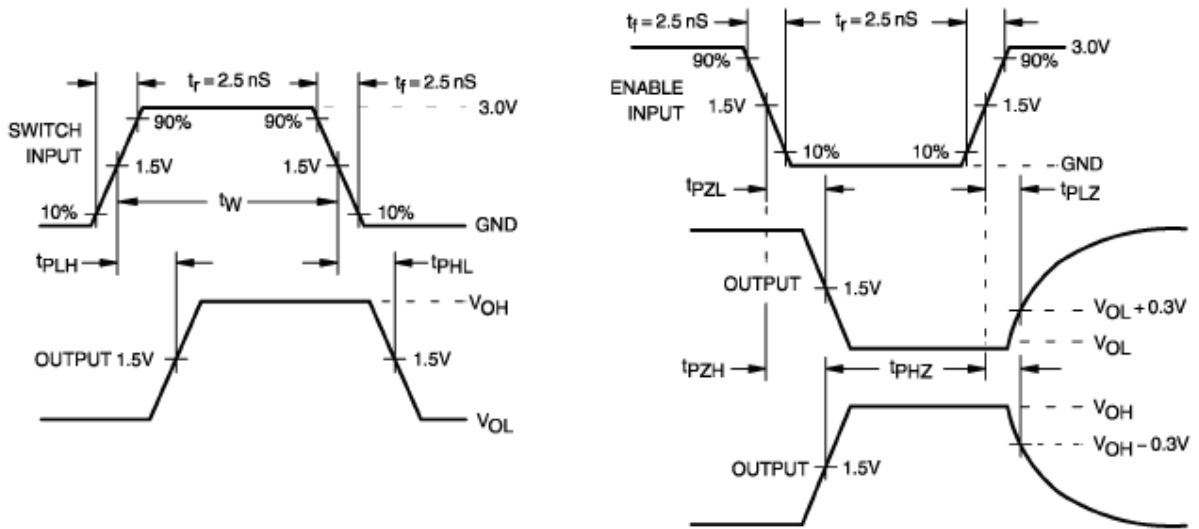 tr = 2.5 nS
tf = 2.5 nS
3.0V
90%
90%
SWITCH
INPUT
1.5V
1.5V
tW
10%
10%
GND
tPLH
tPHL
VOH
OUTPUT 1.5V
1.5V
VOL
tf = 2.5 nS
tr = 2.5 nS
3.0V
90%
90%
ENABLE
INPUT
1.5V
1.5V
10%
10%
GND
tPZL
tPLZ
OUTPUT
1.5V
VOL + 0.3V
VOL
tPZH
tPHZ
VOH
VOH – 0.3V
OUTPUT
1.5V